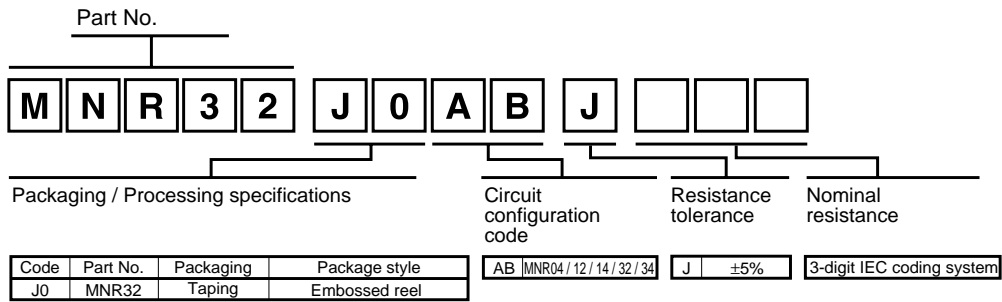 Part No.
M N R 3 2 J 0 A B J
Packaging / Processing specifications
Circuit
configuration
code
Resistance
tolerance
Nominal
resistance
Code Part No. Packaging Package style
J0 MNR32 Taping Embossed reel
AB MNR04 / 12 / 14 / 32 / 34
J ±5%
3-digit IEC coding system